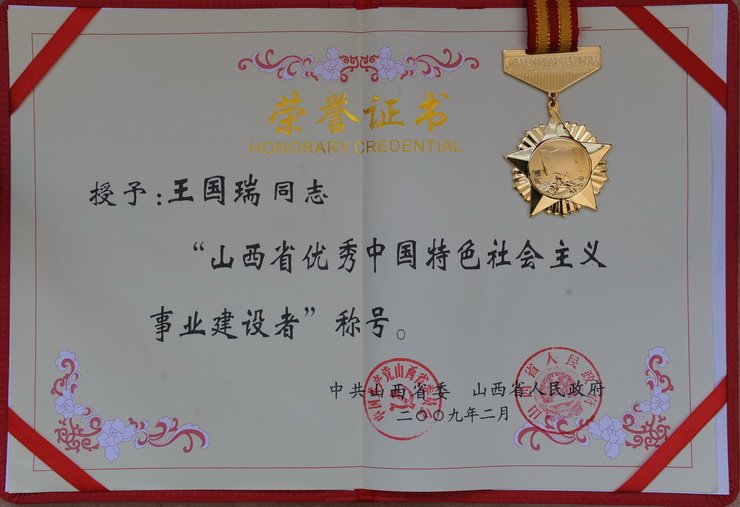 荣誉证书
HONORARY CREDENTIAL
授予：王国瑞同志
“山西省优秀中国特色社会主义
事业建设者”称号。
中共山西省委 山西省人民政府
二〇〇九年二月